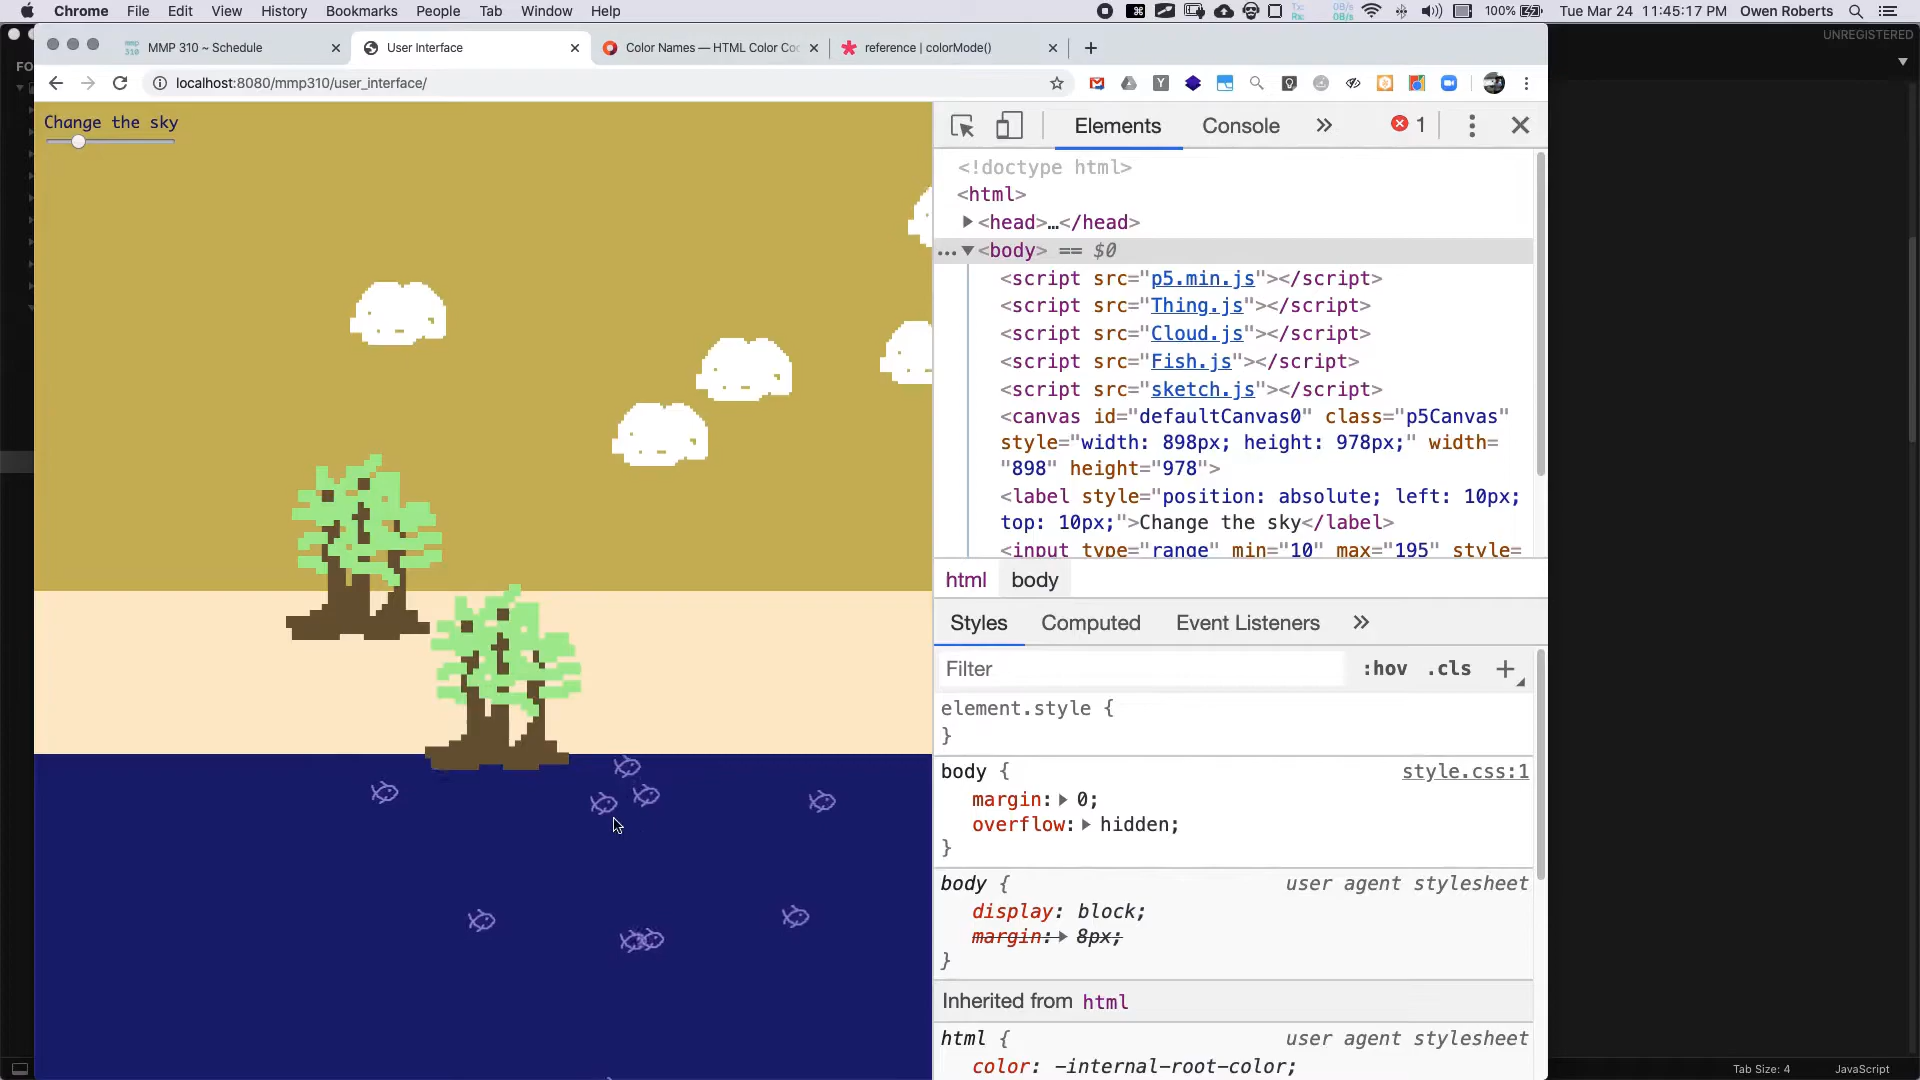 Chrome File Edit View History Bookmarks People Tab Window Help
Tx: 0B/s
Rx: 0B/s
100% Tue Mar 24 11:45:17 PM Owen Roberts
UNREGISTERED
FO
MMP 310 ~ Schedule
User Interface
Color Names — HTML Color Co
reference | colorMode()
localhost:8080/mmp310/user_interface/
Change the sky
Elements Console 1
<!doctype html>
<html>
<head>…</head>
… <body> == $0
<script src="p5.min.js"></script>
<script src="Thing.js"></script>
<script src="Cloud.js"></script>
<script src="Fish.js"></script>
<script src="sketch.js"></script>
<canvas id="defaultCanvas0" class="p5Canvas"
style="width: 898px; height: 978px;" width=
"898" height="978">
<label style="position: absolute; left: 10px;
top: 10px;">Change the sky</label>
<input type="range" min="10" max="195" style=
html body
Styles Computed Event Listeners
Filter :hov .cls
element.style {
}
body { style.css:1
margin: 0;
overflow: hidden;
}
body { user agent stylesheet
display: block;
margin: 8px;
}
Inherited from html
html { user agent stylesheet
color: -internal-root-color;
Tab Size: 4 JavaScript